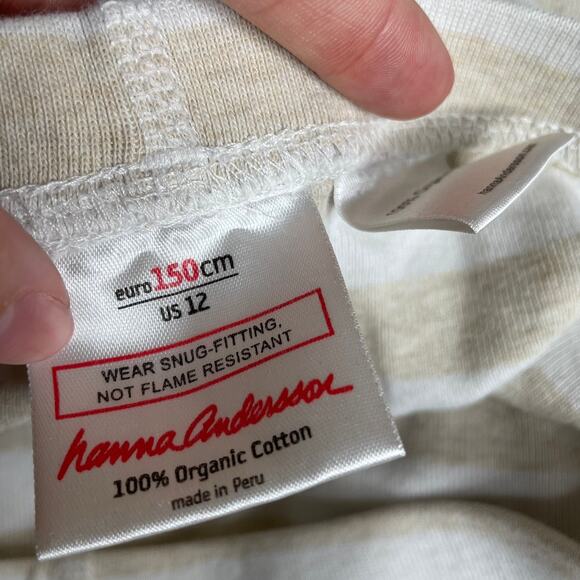 euro 150cm
US 12
WEAR SNUG-FITTING,
NOT FLAME RESISTANT
hanna Andersson
100% Organic Cotton
made in Peru